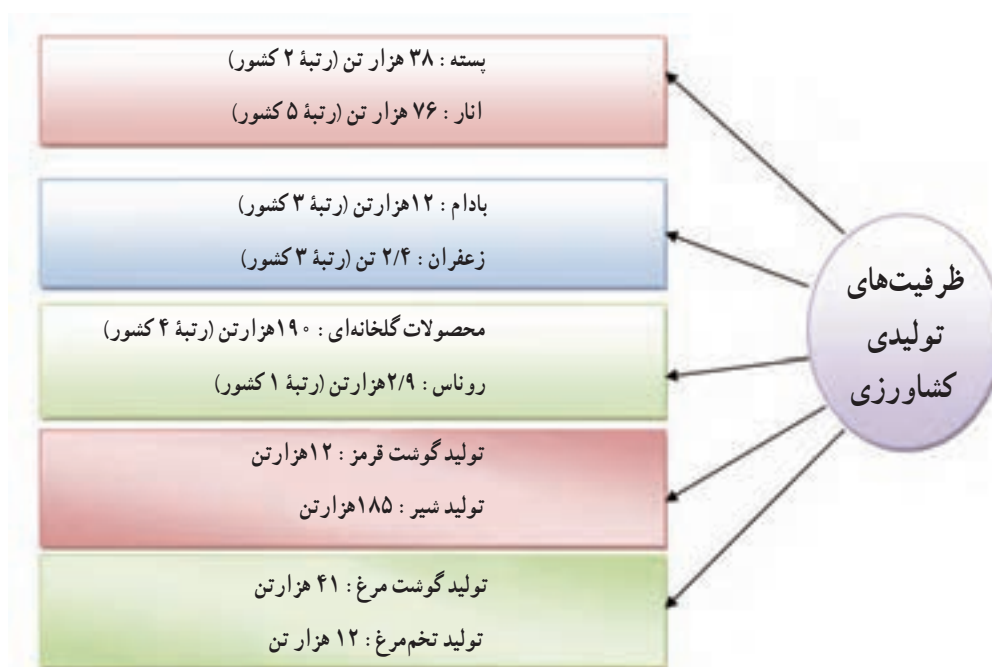 ظرفیت‌های
تولیدی
کشاورزی
پسته : ۳۸ هزار تن (رتبهٔ ۲ کشور)
انار : ۷۶ هزار تن (رتبهٔ ۵ کشور)
بادام : ۱۲هزارتن (رتبهٔ ۳ کشور)
زعفران : ۲/۴ تن (رتبهٔ ۳ کشور)
محصولات گلخانه‌ای : ۱۹۰هزارتن (رتبهٔ ۴ کشور)
روناس : ۲/۹هزارتن (رتبهٔ ۱ کشور)
تولید گوشت قرمز : ۱۲هزارتن
تولید شیر : ۱۸۵هزارتن
تولید گوشت مرغ : ۴۱ هزارتن
تولید تخم‌مرغ : ۱۲ هزار تن